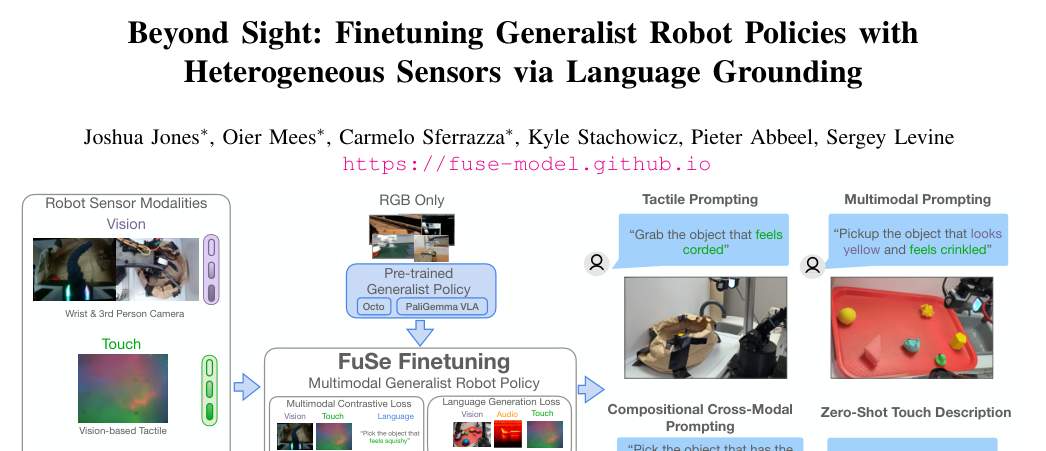 Beyond Sight: Finetuning Generalist Robot Policies with
Heterogeneous Sensors via Language Grounding
Joshua Jones*, Oier Mees*, Carmelo Sferrazza*, Kyle Stachowicz, Pieter Abbeel, Sergey Levine
https://fuse-model.github.io
Robot Sensor Modalities
Vision
Wrist & 3rd Person Camera
Touch
Vision-based Tactile
RGB Only
Pre-trained
Generalist Policy
Octo
PaliGemma VLA
FuSe Finetuning
Multimodal Generalist Robot Policy
Multimodal Contrastive Loss
Vision
Touch
Language
“Pick the object that
feels squishy”
Language Generation Loss
Vision
Audio
Touch
Tactile Prompting
“Grab the object that feels
corded”
Multimodal Prompting
“Pickup the object that looks
yellow and feels crinkled”
Compositional Cross-Modal
Prompting
“Pick the object that has the
Zero-Shot Touch Description